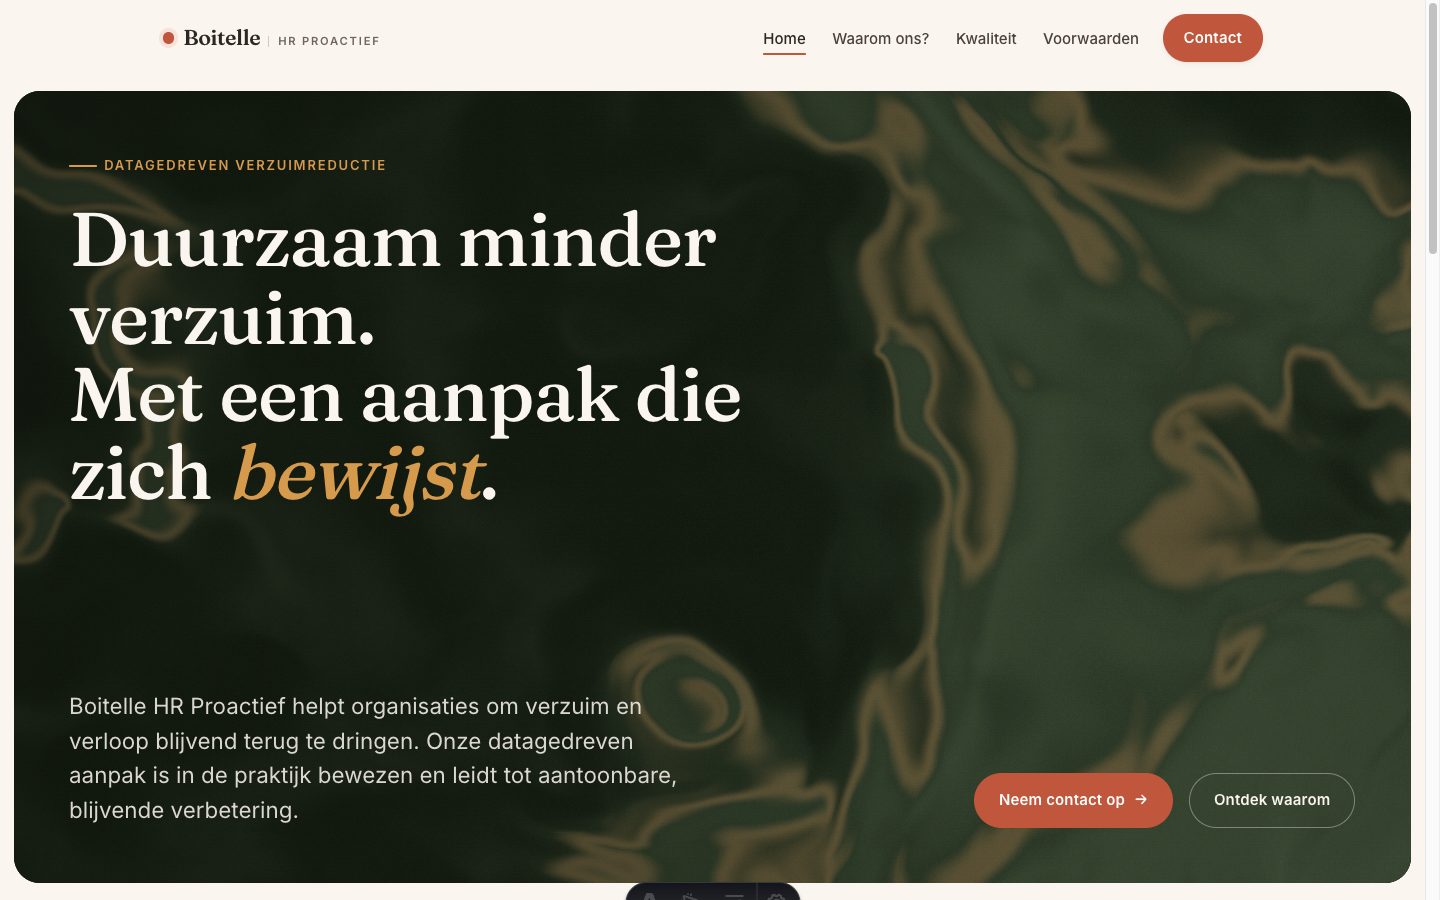 Boitelle | HR PROACTIEF
Home
Waarom ons?
Kwaliteit
Voorwaarden
Contact
DATAGEDREVEN VERZUIMREDUCTIE
Duurzaam minder
verzuim.
Met een aanpak die
zich bewijst.
Boitelle HR Proactief helpt organisaties om verzuim en
verloop blijvend terug te dringen. Onze datagedreven
aanpak is in de praktijk bewezen en leidt tot aantoonbare,
blijvende verbetering.
Neem contact op →
Ontdek waarom